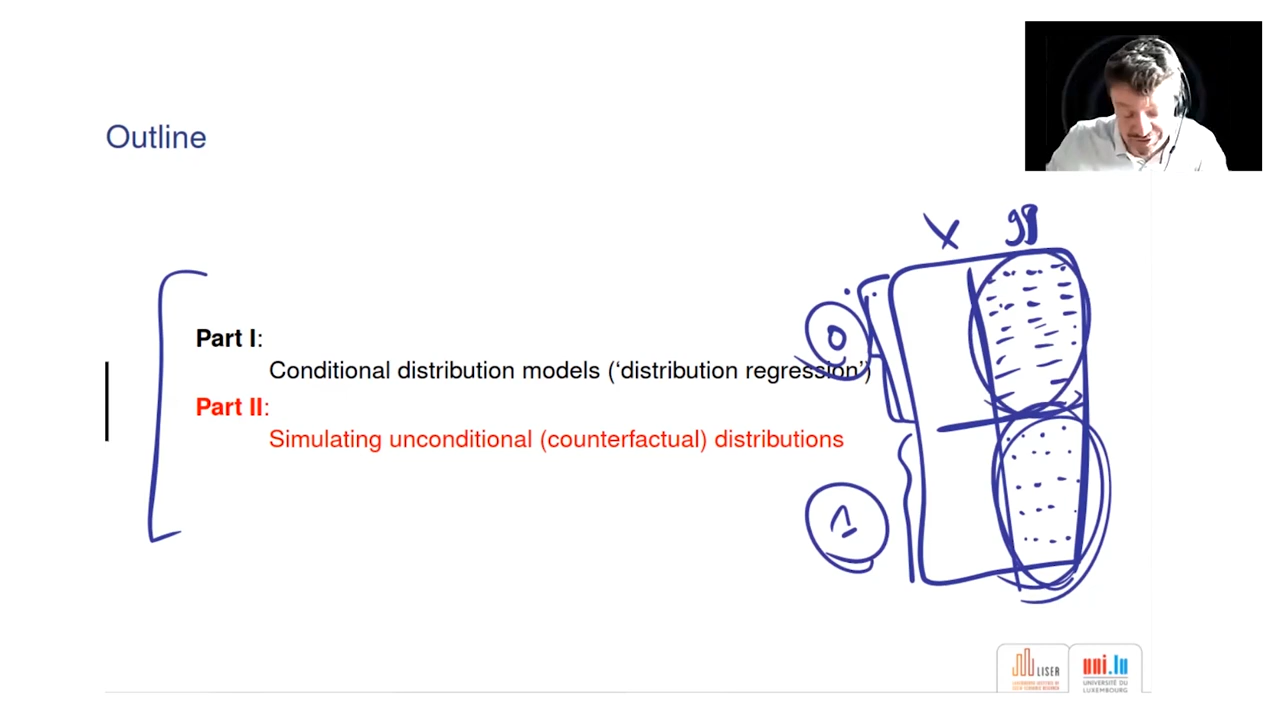 Outline
X
Part I:
0
Conditional distribution models (‘distribution regression’)
Part II:
Simulating unconditional (counterfactual) distributions
1
LISER
uni.lu
UNIVERSITÉ DU
LUXEMBOURG